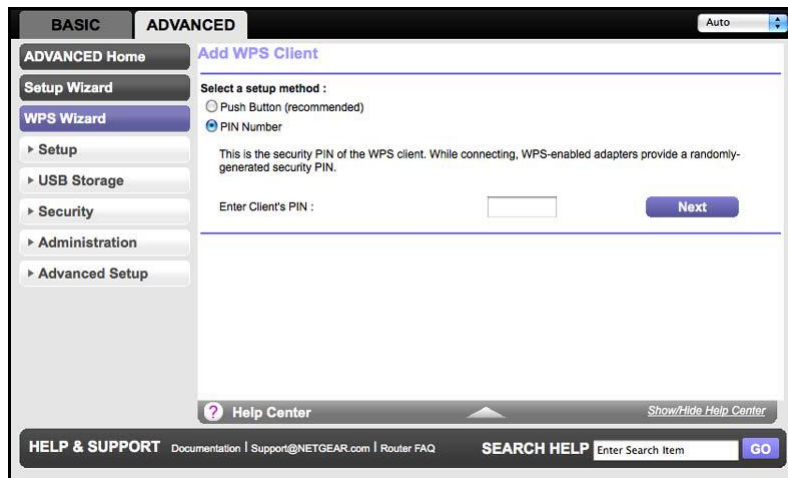 BASIC
ADVANCED
Auto
ADVANCED Home
Setup Wizard
WPS Wizard
Setup
USB Storage
Security
Administration
Advanced Setup
Add WPS Client
Select a setup method :
Push Button (recommended)
PIN Number
This is the security PIN of the WPS client. While connecting, WPS-enabled adapters provide a randomly-
generated security PIN.
Enter Client's PIN :
Next
? Help Center
Show/Hide Help Center
HELP & SUPPORT Documentation | Support@NETGEAR.com | Router FAQ
SEARCH HELP Enter Search Item GO